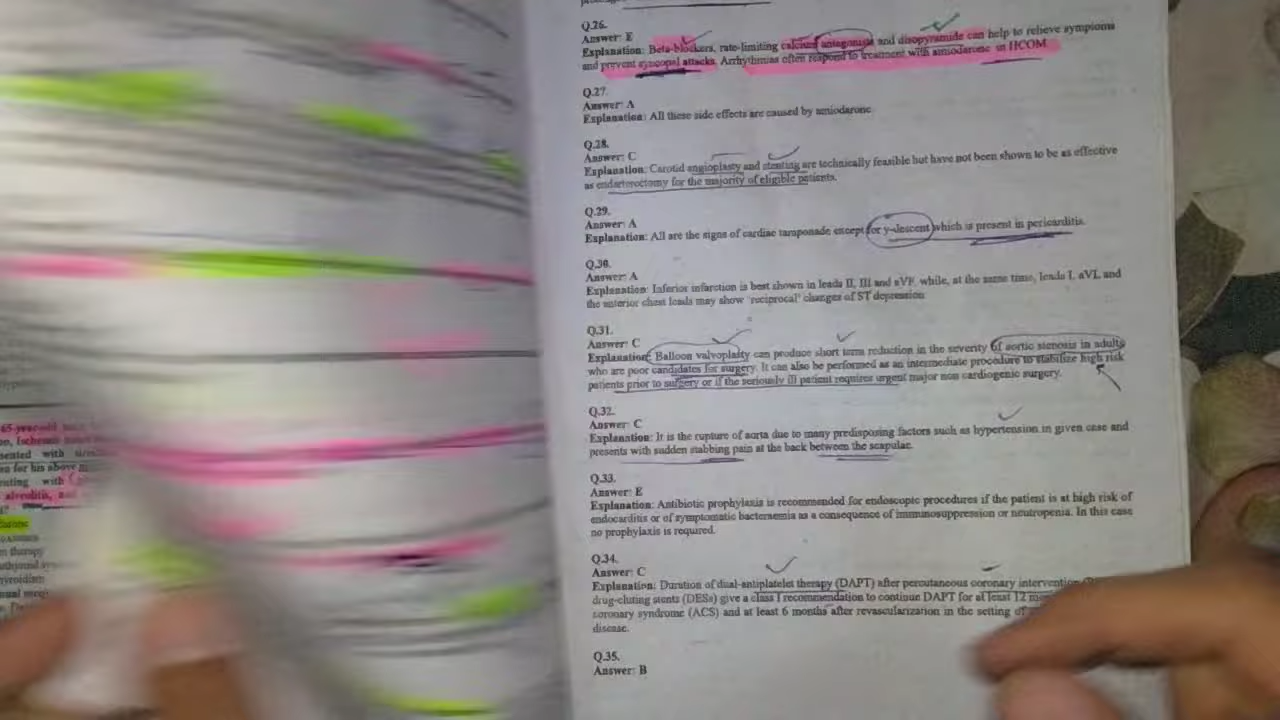 Q.26.
Answer: E
Explanation: Beta-blockers, rate-limiting calcium antagonists and disopyramide can help to relieve symptoms
and prevent syncopal attacks. Arrhythmias often respond to treatment with amiodarone in HCOM
Q.27.
Answer: A
Explanation: All these side effects are caused by amiodarone
Q.28.
Answer: C
Explanation: Carotid angioplasty and stenting are technically feasible but have not been shown to be as effective
as endarterectomy for the majority of eligible patients.
Q.29.
Answer: A
Explanation: All are the signs of cardiac tamponade except for y-descent which is present in pericarditis.
Q.30.
Answer: A
Explanation: Inferior infarction is best shown in leads II, III and aVF, while, at the same time, leads I, aVL and
the anterior chest leads may show 'reciprocal' changes of ST depression
Q.31.
Answer: C
Explanation: Balloon valvoplasty can produce short term reduction in the severity of aortic stenosis in adults
who are poor candidates for surgery. It can also be performed as an intermediate procedure to stabilize high risk
patients prior to surgery or if the seriously ill patient requires urgent major non cardiogenic surgery.
Q.32.
Answer: C
Explanation: It is the rupture of aorta due to many predisposing factors such as hypertension in given case and
presents with sudden stabbing pain at the back between the scapulae.
Q.33.
Answer: E
Explanation: Antibiotic prophylaxis is recommended for endoscopic procedures if the patient is at high risk of
endocarditis or of symptomatic bacteraemia as a consequence of immunosuppression or neutropenia. In this case
no prophylaxis is required.
Q.34.
Answer: C
Explanation: Duration of dual-antiplatelet therapy (DAPT) after percutaneous coronary intervention
drug-eluting stents (DESs) give a class I recommendation to continue DAPT for at least 12
coronary syndrome (ACS) and at least 6 months after revascularization in the setting of
disease.
Q.35.
Answer: B
65-year-old
alveolitis, and
therapy